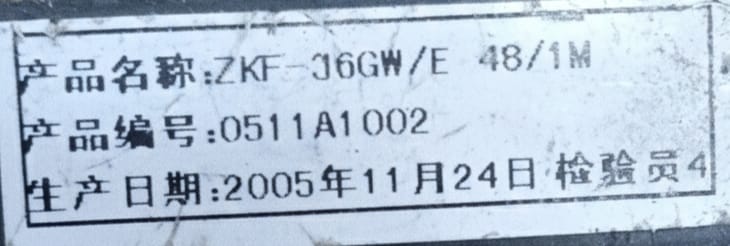 产品名称:ZKF-36GW/E 48/1M
产品编号:0511A1002
生产日期:2005年11月24日 检验员4